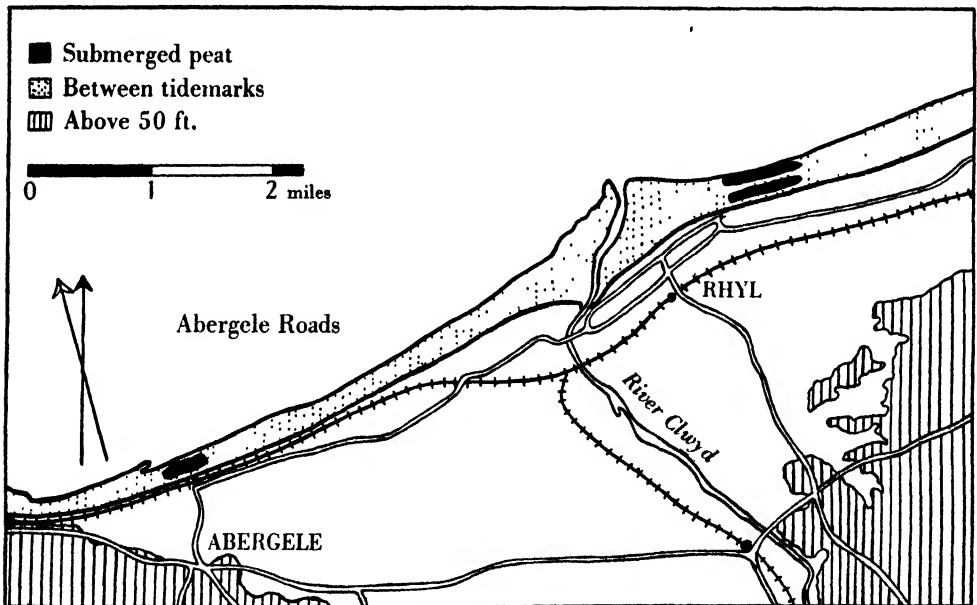 Submerged peat
Between tidemarks
Above 50 ft.
0 1 2 miles
Abergele Roads
RHYL
River Clwyd
ABERGELE